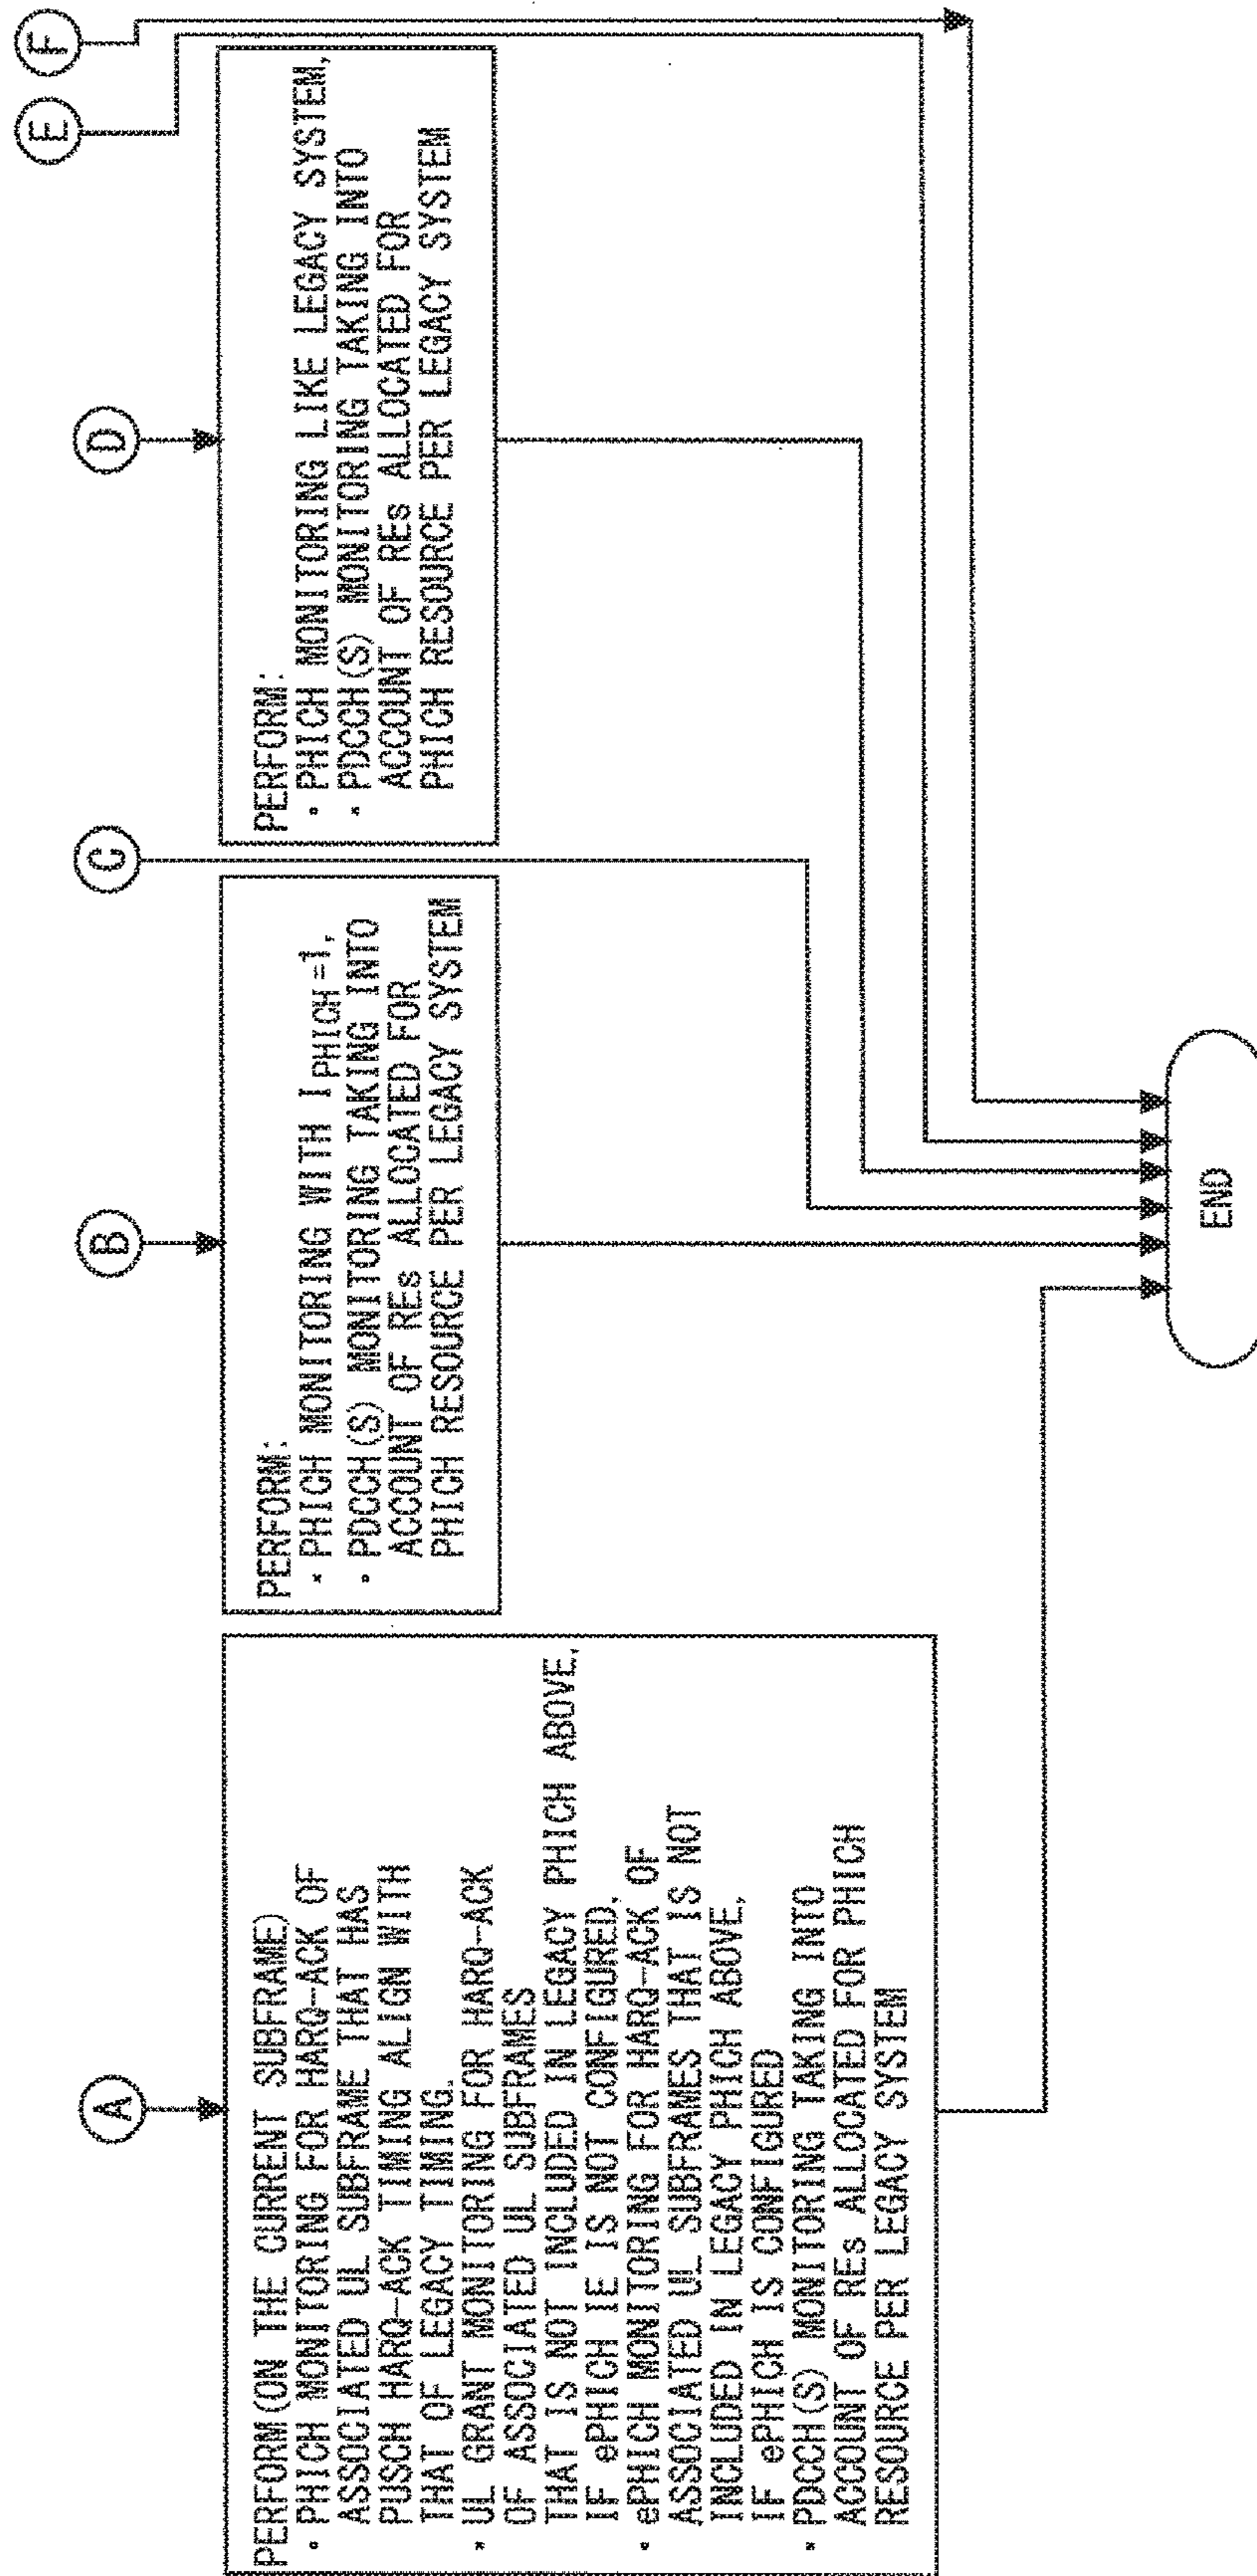 A
PERFORM(ON THE CURRENT SUBFRAME)
• PHICH MONITORING FOR HARQ-ACK OF
ASSOCIATED UL SUBFRAME THAT HAS
PUSCH HARQ-ACK TIMING ALIGN WITH
THAT OF LEGACY TIMING.
• UL GRANT MONITORING FOR HARQ-ACK
OF ASSOCIATED UL SUBFRAMES
THAT IS NOT INCLUDED IN LEGACY PHICH ABOVE,
IF ePHICH IE IS NOT CONFIGURED,
• ePHICH MONITORING FOR HARQ-ACK OF
ASSOCIATED UL SUBFRAMES THAT IS NOT
INCLUDED IN LEGACY PHICH ABOVE,
IF ePHICH IS CONFIGURED
• PDCCH(S) MONITORING TAKING INTO
ACCOUNT OF REs ALLOCATED FOR PHICH
RESOURCE PER LEGACY SYSTEM
B
PERFORM:
• PHICH MONITORING WITH IPHICH=1,
• PDCCH(S) MONITORING TAKING INTO
ACCOUNT OF REs ALLOCATED FOR
PHICH RESOURCE PER LEGACY SYSTEM
C
D
PERFORM:
• PHICH MONITORING LIKE LEGACY SYSTEM,
• PDCCH(S) MONITORING TAKING INTO
ACCOUNT OF REs ALLOCATED FOR
PHICH RESOURCE PER LEGACY SYSTEM
E
F
END